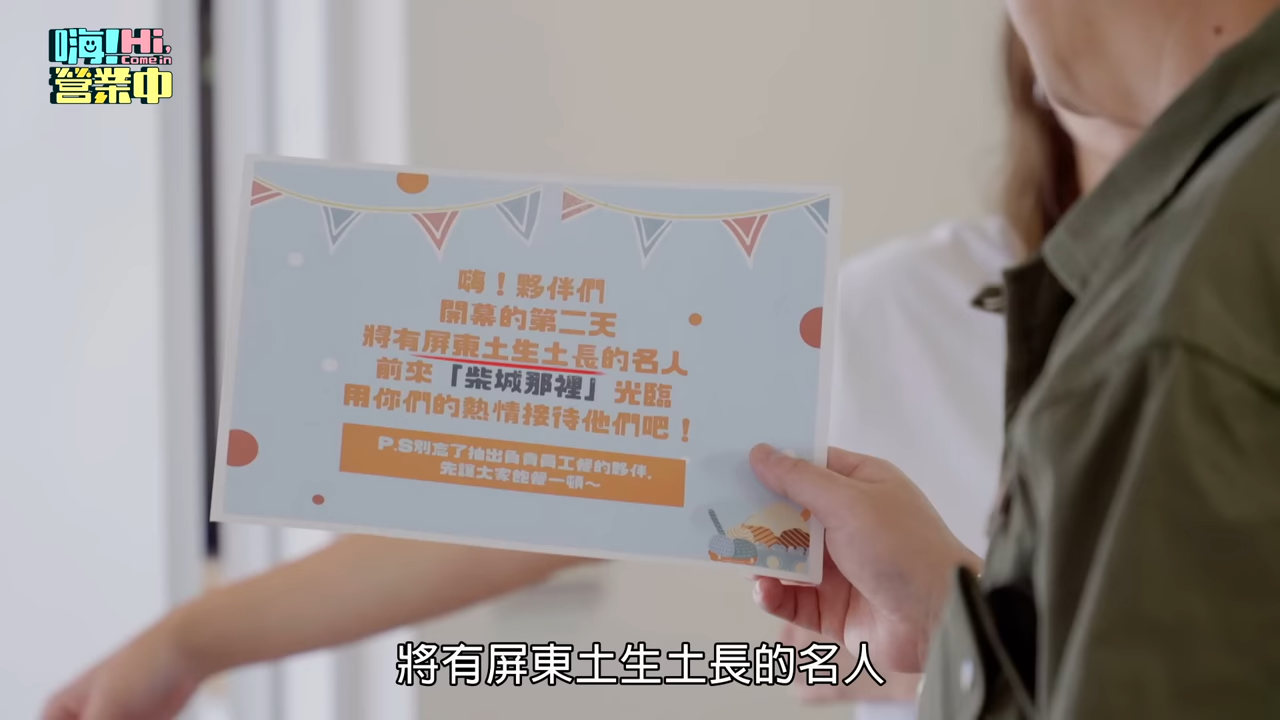 嗨!Hi,
Come in
營業中
嗨！夥伴們
開幕的第二天
將有屏東土生土長的名人
前來「柴城那裡」光臨
用你們的熱情接待他們吧！
P.S別忘了抽出負責員工餐的夥伴,
先讓大家飽餐一頓～
將有屏東土生土長的名人